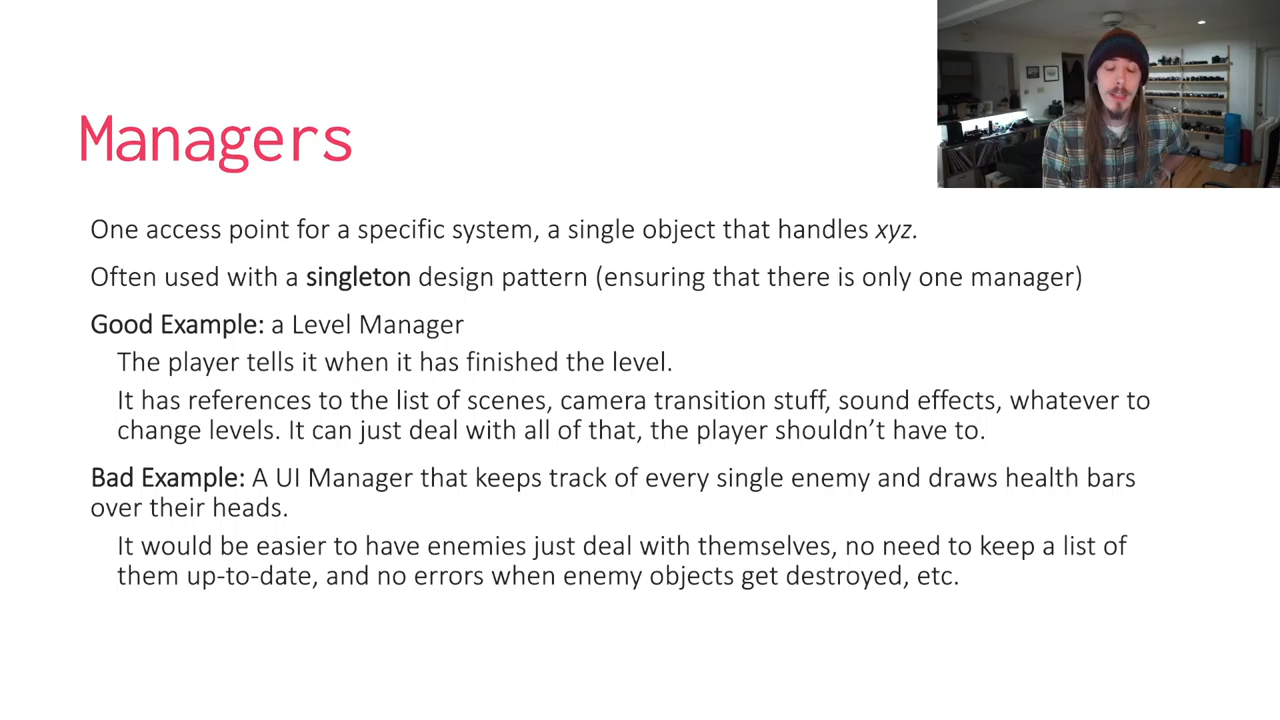 Managers
One access point for a specific system, a single object that handles xyz.
Often used with a singleton design pattern (ensuring that there is only one manager)
Good Example: a Level Manager
The player tells it when it has finished the level.
It has references to the list of scenes, camera transition stuff, sound effects, whatever to
change levels. It can just deal with all of that, the player shouldn’t have to.
Bad Example: A UI Manager that keeps track of every single enemy and draws health bars
over their heads.
It would be easier to have enemies just deal with themselves, no need to keep a list of
them up-to-date, and no errors when enemy objects get destroyed, etc.